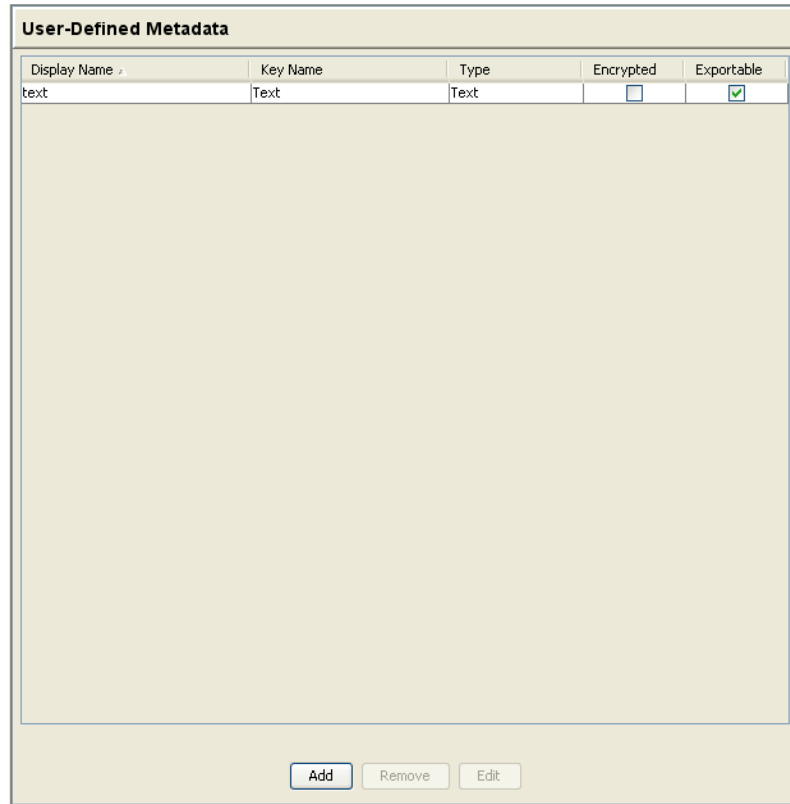 User-Defined Metadata
Display Name Key Name Type Encrypted Exportable
text Text Text
Add Remove Edit